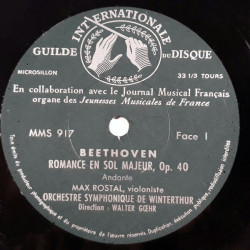 INTERNATIONALE
GUILDE DU DISQUE
MICROSILLON
33 1/3 TOURS
En collaboration avec le Journal Musical Français
organe des Jeunesses Musicales de France
MMS 917
Face 1
BEETHOVEN
ROMANCE EN SOL MAJEUR, Op. 40
Andante
MAX ROSTAL, violoniste
ORCHESTRE SYMPHONIQUE DE WINTERTHUR
Direction - WALTER GŒHR